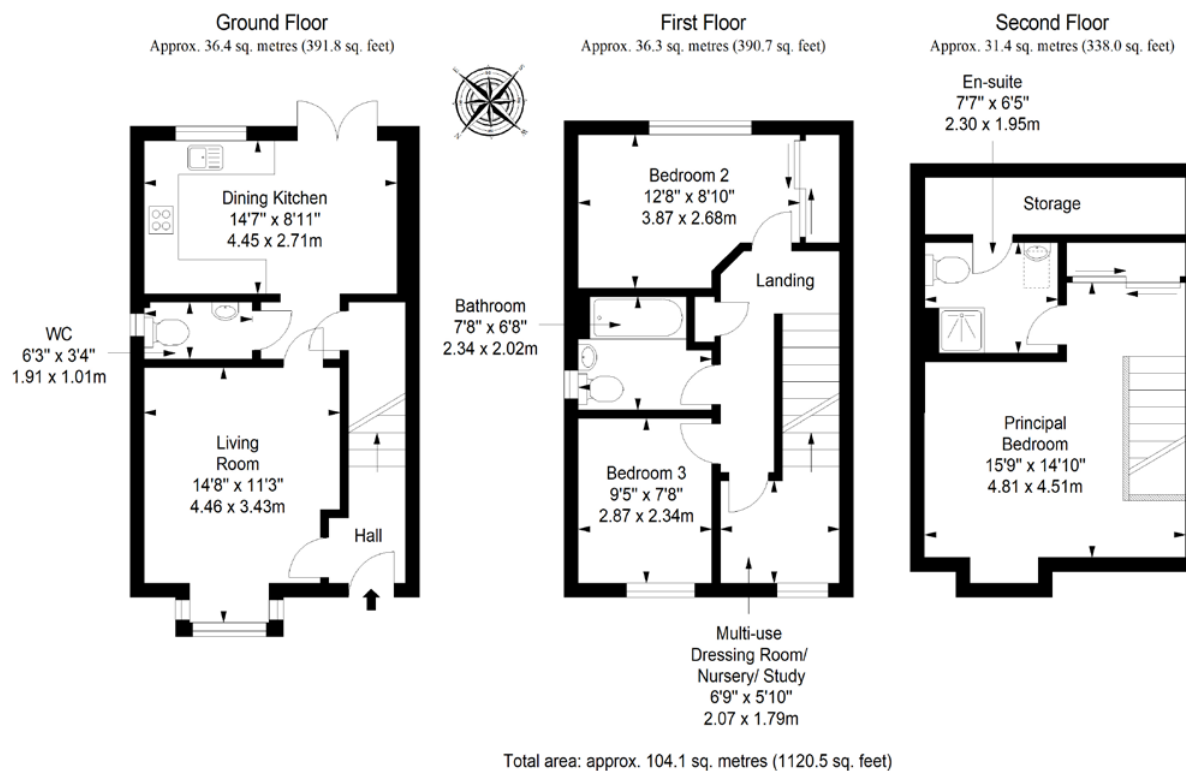 Ground Floor
Approx. 36.4 sq. metres (391.8 sq. feet)
Dining Kitchen
14'7" x 8'11"
4.45 x 2.71m
WC
6'3" x 3'4"
1.91 x 1.01m
Living
Room
14'8" x 11'3"
4.46 x 3.43m
Hall
First Floor
Approx. 36.3 sq. metres (390.7 sq. feet)
Bedroom 2
12'8" x 8'10"
3.87 x 2.68m
Landing
Bathroom
7'8" x 6'8"
2.34 x 2.02m
Bedroom 3
9'5" x 7'8"
2.87 x 2.34m
Multi-use
Dressing Room/
Nursery/ Study
6'9" x 5'10"
2.07 x 1.79m
Second Floor
Approx. 31.4 sq. metres (338.0 sq. feet)
En-suite
7'7" x 6'5"
2.30 x 1.95m
Storage
Principal
Bedroom
15'9" x 14'10"
4.81 x 4.51m
Total area: approx. 104.1 sq. metres (1120.5 sq. feet)